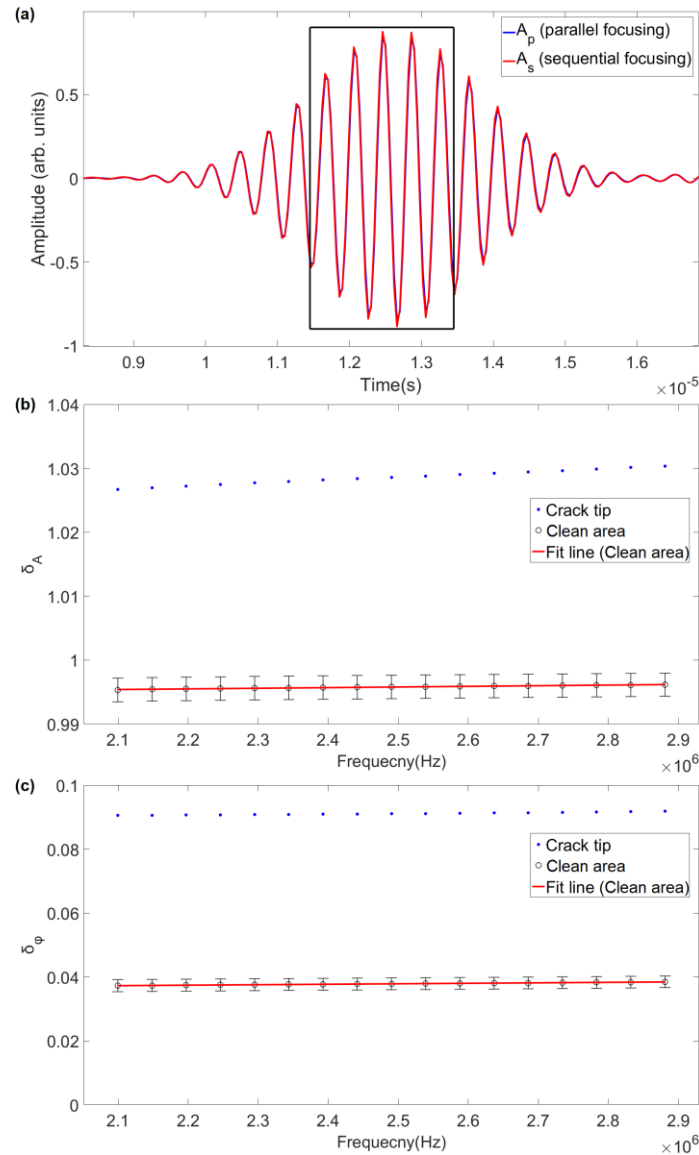 (a)
A_p (parallel focusing)
A_s (sequential focusing)
0.5
0
-0.5
-1
Amplitude (arb. units)
0.9 1 1.1 1.2 1.3 1.4 1.5 1.6
Time(s)
× 10^-5
(b)
1.04
1.03
1.02
1.01
1
0.99
δ_A
Crack tip
Clean area
Fit line (Clean area)
2.1 2.2 2.3 2.4 2.5 2.6 2.7 2.8 2.9
Frequecny(Hz)
× 10^6
(c)
0.1
0.08
0.06
0.04
0.02
0
δ_φ
Crack tip
Clean area
Fit line (Clean area)
2.1 2.2 2.3 2.4 2.5 2.6 2.7 2.8 2.9
Frequecny(Hz)
× 10^6